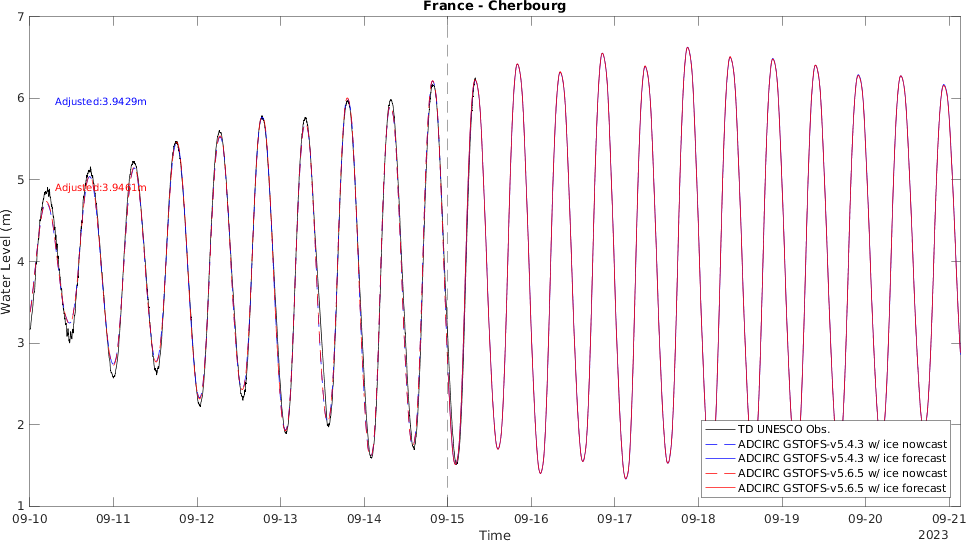 France - Cherbourg
7
6
5
4
3
2
1
Water Level (m)
Adjusted:3.9429m
Adjusted:3.9461m
TD UNESCO Obs.
ADCIRC GSTOFS-v5.4.3 w/ ice nowcast
ADCIRC GSTOFS-v5.4.3 w/ ice forecast
ADCIRC GSTOFS-v5.6.5 w/ ice nowcast
ADCIRC GSTOFS-v5.6.5 w/ ice forecast
09-10 09-11 09-12 09-13 09-14 09-15 09-16 09-17 09-18 09-19 09-20 09-21
Time
2023